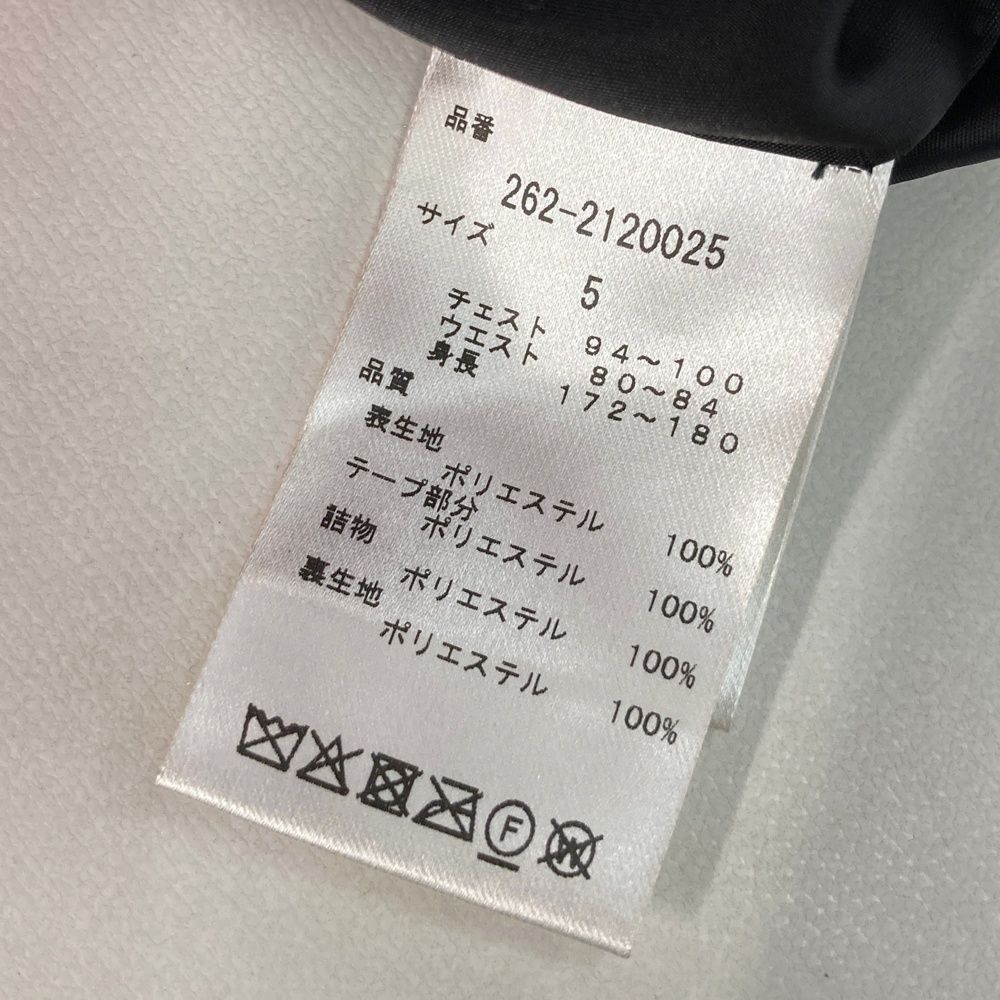 品番
262-2120025
サイズ
5
チェスト 94～100
ウエスト 80～84
身長 172～180
品質
表生地
ポリエステル 100%
テープ部分
ポリエステル 100%
詰物
ポリエステル 100%
裏生地
ポリエステル 100%
F W